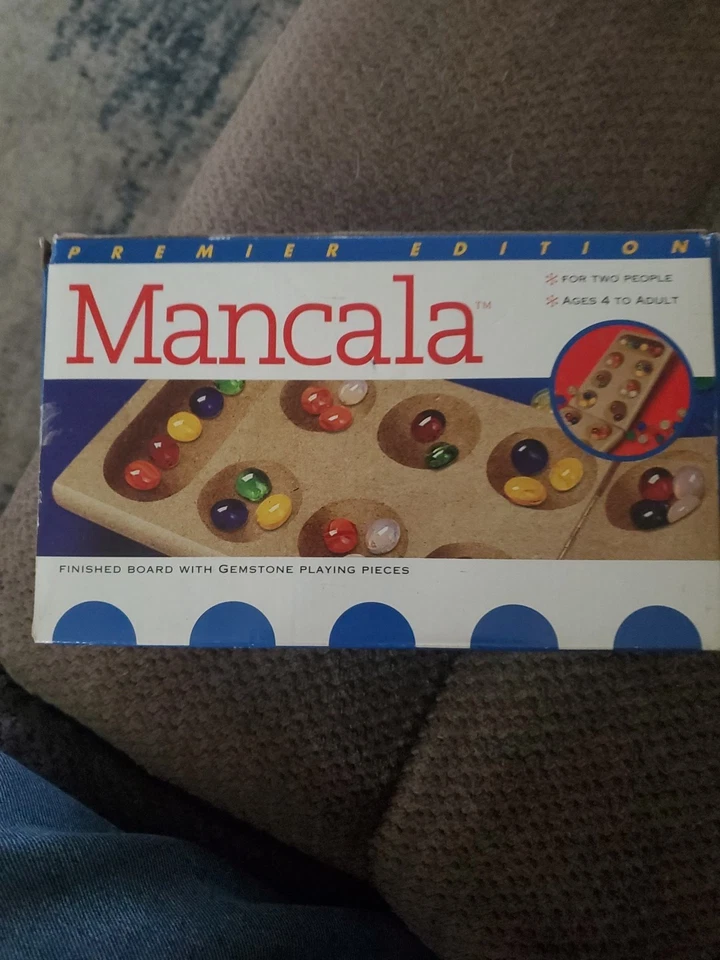 PREMIER EDITION
Mancala™
✻ FOR TWO PEOPLE
✻ AGES 4 TO ADULT
FINISHED BOARD WITH GEMSTONE PLAYING PIECES